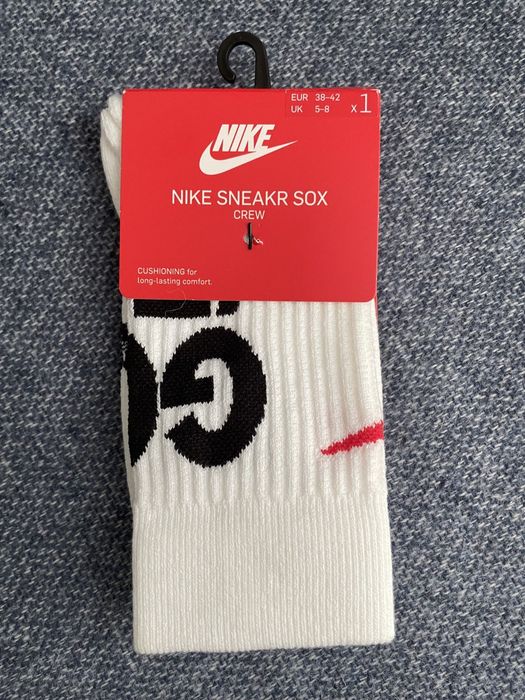 EUR 38-42
UK 5-8
x1
NIKE
NIKE SNEAKR SOX
CREW
CUSHIONING for
long-lasting comfort.